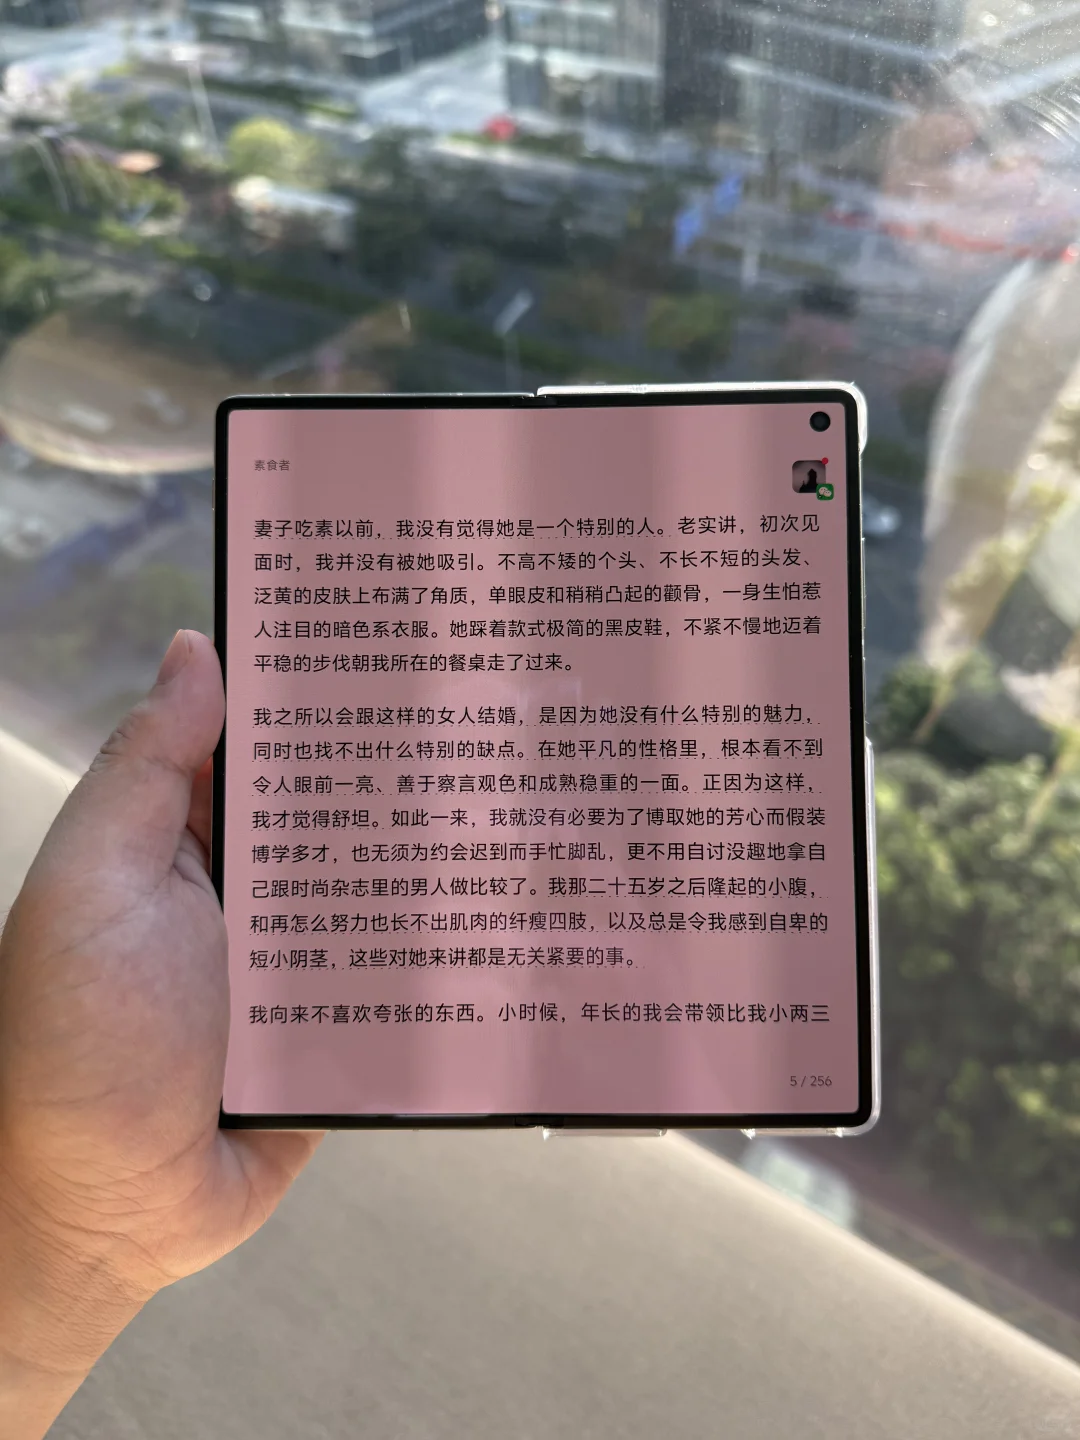 素食者
妻子吃素以前，我没有觉得她是一个特别的人。老实讲，初次见
面时，我并没有被她吸引。不高不矮的个头、不长不短的头发、
泛黄的皮肤上布满了角质，单眼皮和稍稍凸起的颧骨，一身生怕惹
人注目的暗色系衣服。她踩着款式极简的黑皮鞋，不紧不慢地迈着
平稳的步伐朝我所在的餐桌走了过来。
我之所以会跟这样的女人结婚，是因为她没有什么特别的魅力，
同时也找不出什么特别的缺点。在她平凡的性格里，根本看不到
令人眼前一亮、善于察言观色和成熟稳重的一面。正因为这样，
我才觉得舒坦。如此一来，我就没有必要为了博取她的芳心而假装
博学多才，也无须为约会迟到而手忙脚乱，更不用自讨没趣地拿自
己跟时尚杂志里的男人做比较了。我那二十五岁之后隆起的小腹，
和再怎么努力也长不出肌肉的纤瘦四肢，以及总是令我感到自卑的
短小阴茎，这些对她来讲都是无关紧要的事。
我向来不喜欢夸张的东西。小时候，年长的我会带领比我小两三
5 / 256